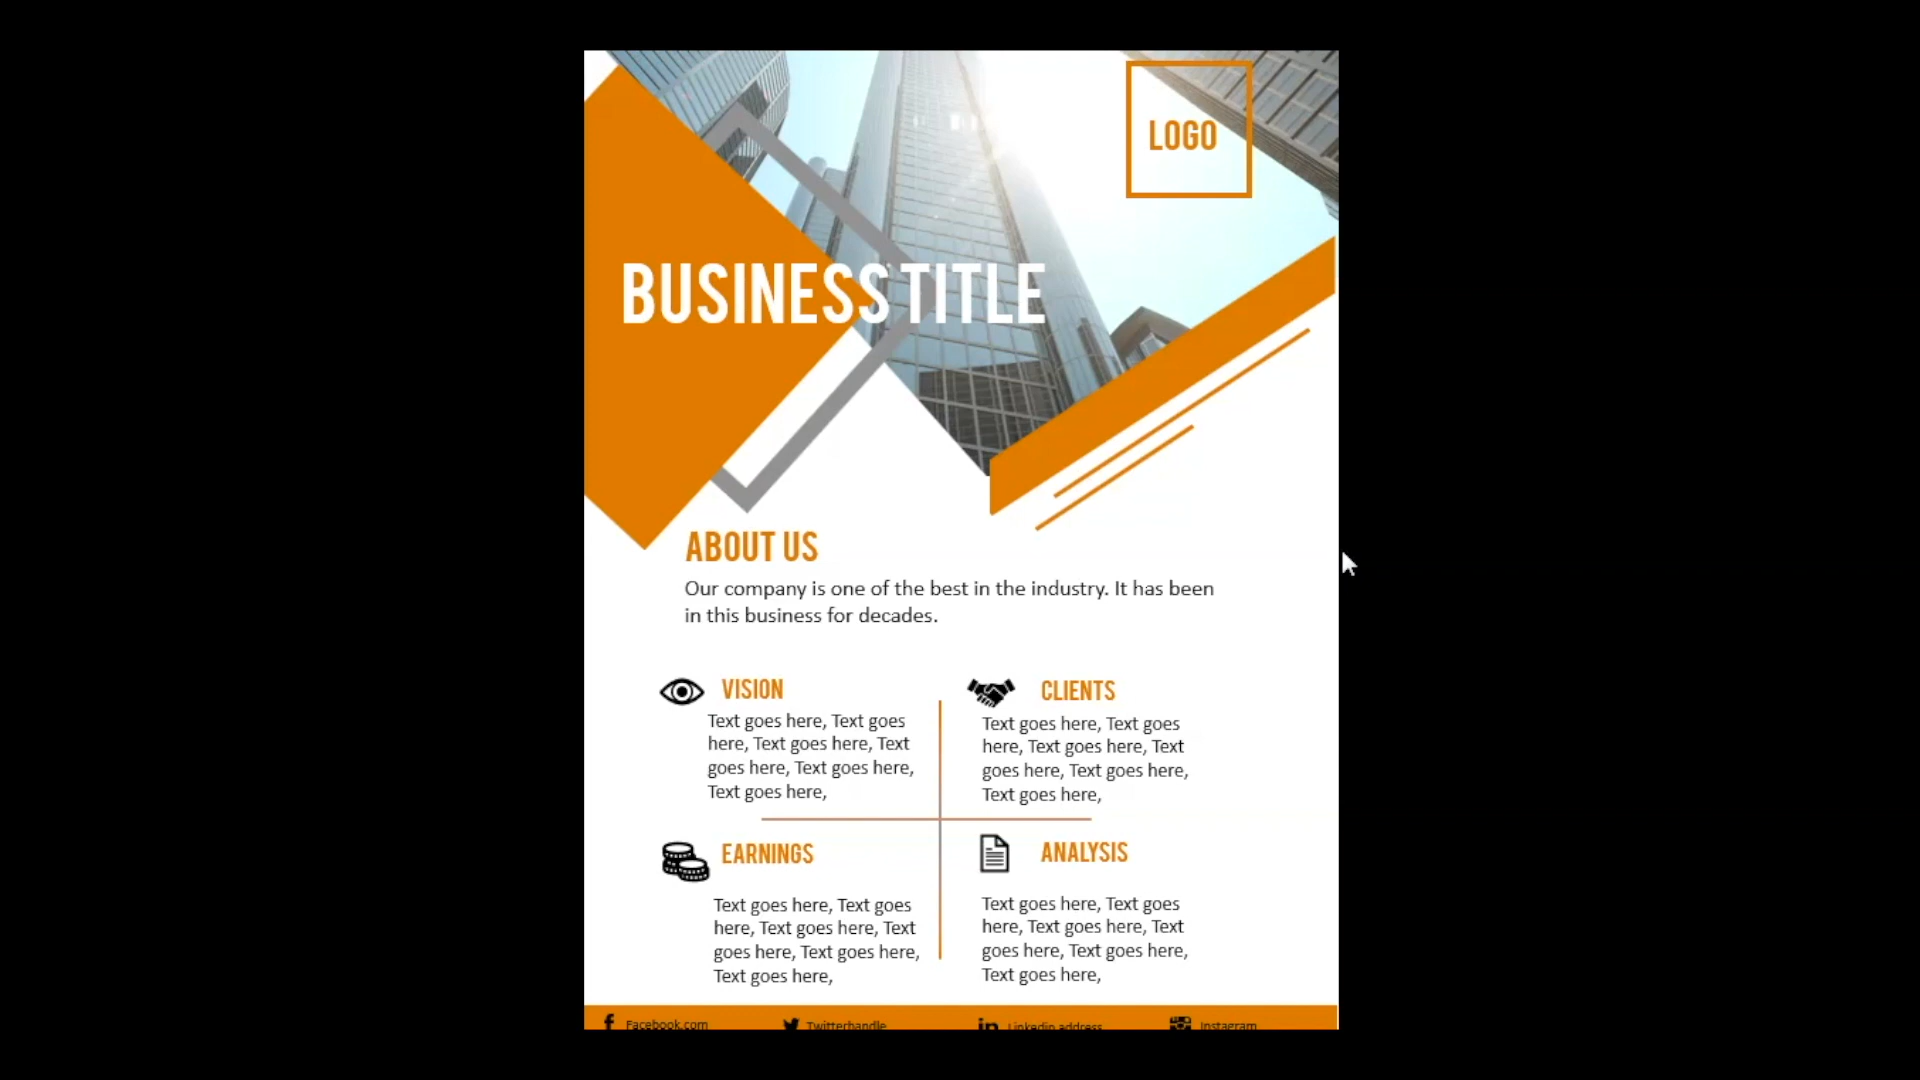 LOGO
BUSINESS TITLE
ABOUT US
Our company is one of the best in the industry. It has been
in this business for decades.
VISION
Text goes here, Text goes
here, Text goes here, Text
goes here, Text goes here,
Text goes here,
CLIENTS
Text goes here, Text goes
here, Text goes here, Text
goes here, Text goes here,
Text goes here,
EARNINGS
Text goes here, Text goes
here, Text goes here, Text
goes here, Text goes here,
Text goes here,
ANALYSIS
Text goes here, Text goes
here, Text goes here, Text
goes here, Text goes here,
Text goes here,
Facebook.com
Twitterhandle
Linkedin address
Instagram